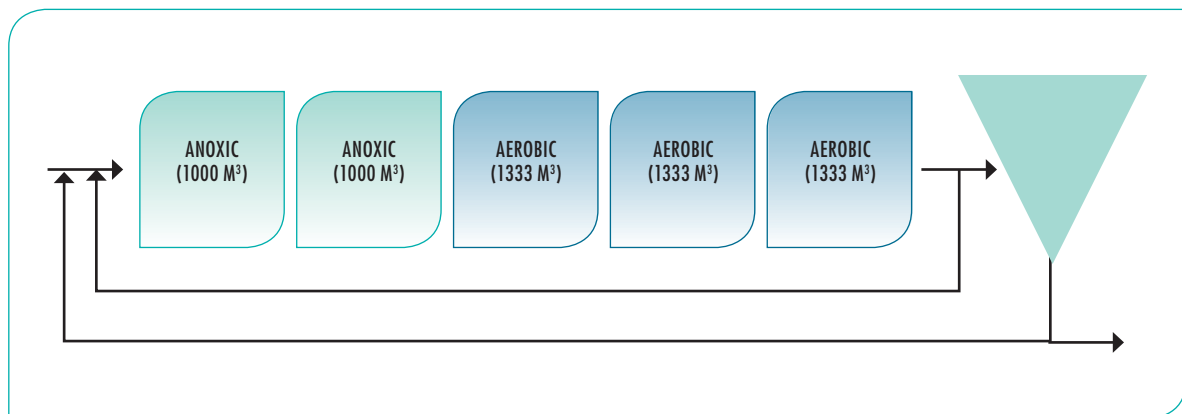 ANOXIC
(1000 M³)
ANOXIC
(1000 M³)
AEROBIC
(1333 M³)
AEROBIC
(1333 M³)
AEROBIC
(1333 M³)